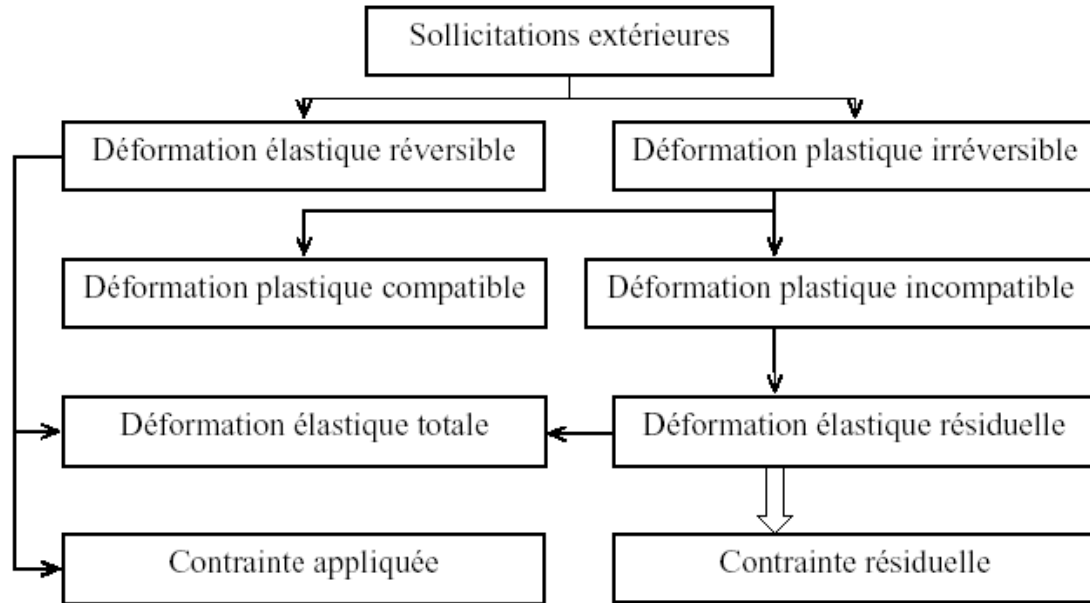 Sollicitations extérieures
Déformation élastique réversible
Déformation plastique irréversible
Déformation plastique compatible
Déformation plastique incompatible
Déformation élastique totale
Déformation élastique résiduelle
Contrainte appliquée
Contrainte résiduelle